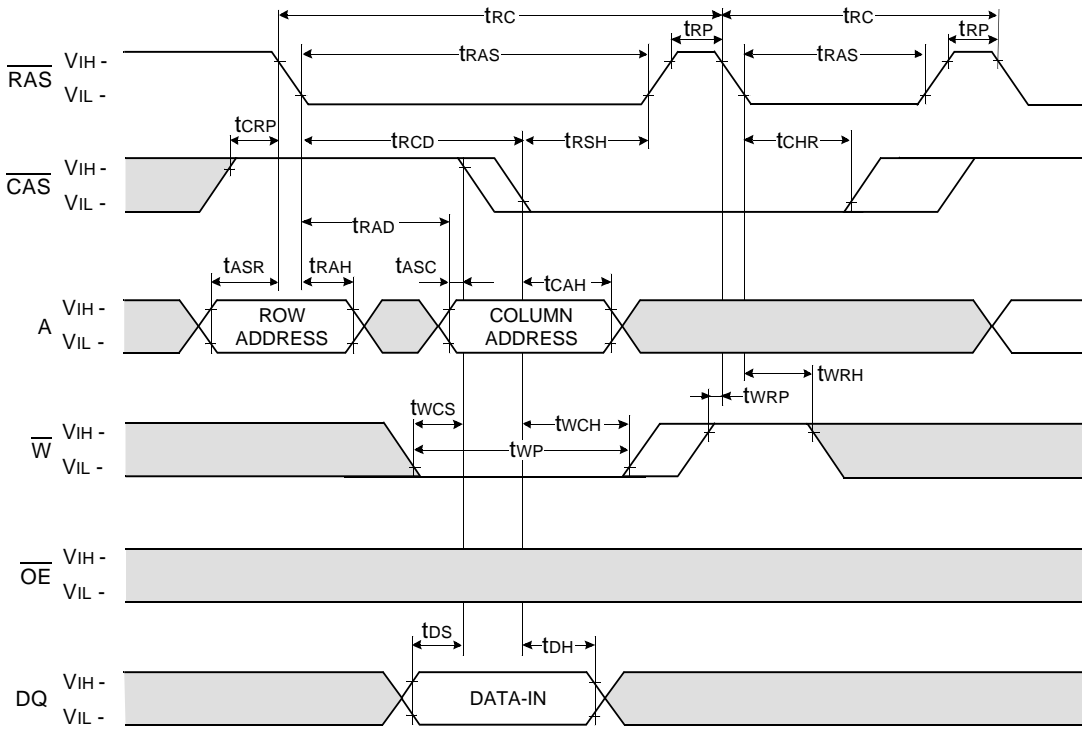 tRC tRC
tRP tRP
tRAS tRAS
RAS VIH -
VIL -
tCRP
tRCD tRSH tCHR
CAS VIH -
VIL -
tRAD
tASR tRAH tASC tCAH
A VIH -
VIL -
ROW ADDRESS
COLUMN ADDRESS
tWRH
tWRP
tWCS
tWCH
tWP
W VIH -
VIL -
OE VIH -
VIL -
tDS
tDH
DQ VIH -
VIL -
DATA-IN